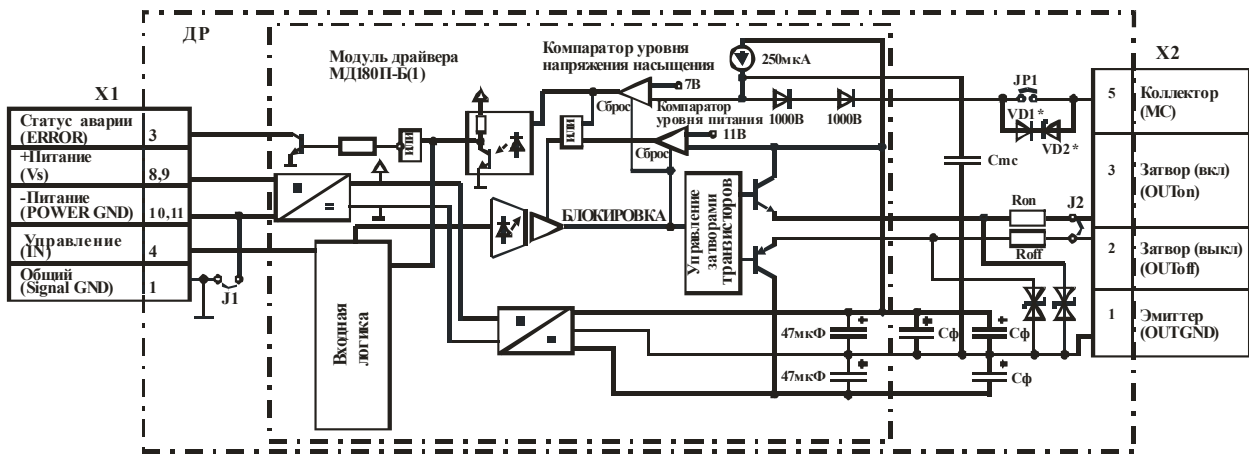 ДР
Модуль драйвера
МД180П-Б(1)
Компаратор уровня
напряжения насыщения
250мкА
7В
Сброс
Компаратор
уровня питания
11В
Сброс
ИЛИ
ИЛИ
1000В
1000В
JP1
VD1*
VD2*
Cmc
X1
Статус аварии
(ERROR)
3
+Питание
(Vs)
8,9
-Питание
(POWER GND)
10,11
Управление
(IN)
4
Общий
(Signal GND)
1
J1
БЛОКИРОВКА
Управление
затворами
транзисторов
Входная
логика
Ron
Roff
J2
47мкФ
47мкФ
Сф
Сф
Сф
X2
5
Коллектор
(MC)
3
Затвор (вкл)
(OUTon)
2
Затвор (выкл)
(OUToff)
1
Эмиттер
(OUTGND)